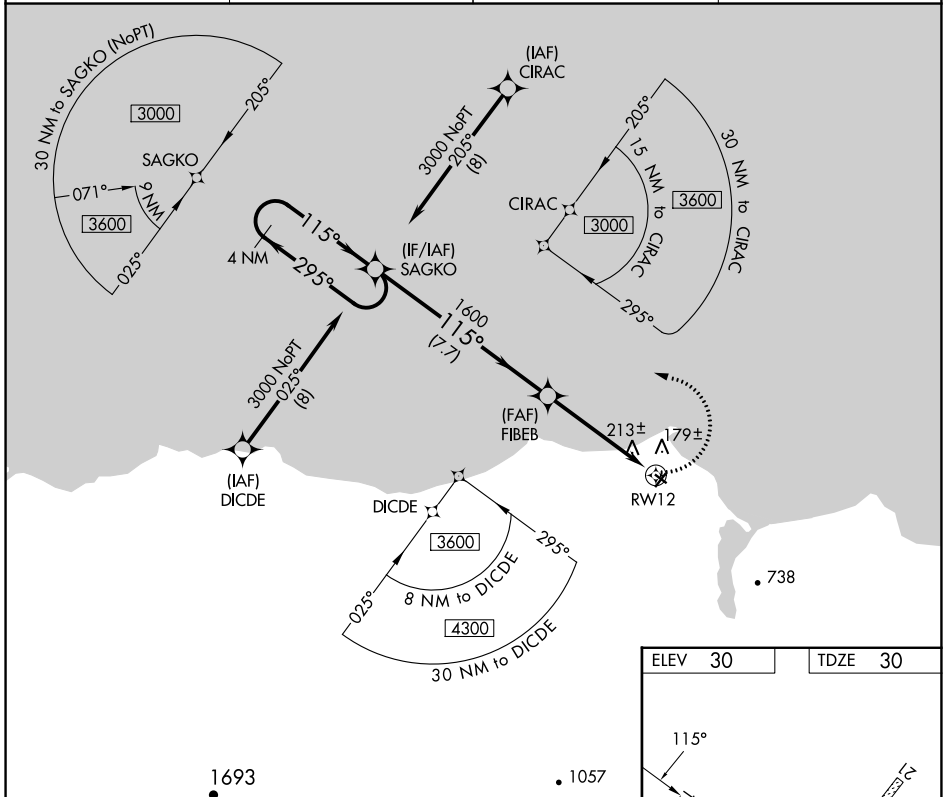 30 NM to SAGKO (NoPT)
3000
205°
SAGKO
071°
9 NM
3600
025°
(IAF)
CIRAC
3000 NoPT
205°
(8)
205°
15 NM to CIRAC
30 NM to CIRAC
CIRAC
3000
3600
295°
115°
4 NM
295°
(IF/IAF)
SAGKO
1600
115°
(7.7)
3000 NoPT
025°
(8)
(IAF)
DICDE
(FAF)
FIBEB
213±
179±
RW12
DICDE
3600
295°
025°
8 NM to DICDE
4300
30 NM to DICDE
738
1693
1057
ELEV 30
TDZE 30
115°
21